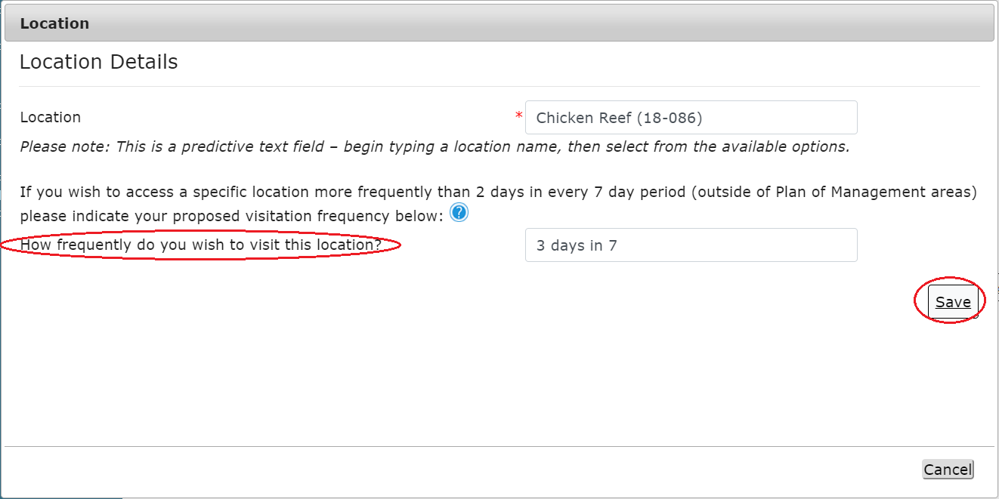 Location
Location Details
Location * Chicken Reef (18-086)
Please note: This is a predictive text field – begin typing a location name, then select from the available options.
If you wish to access a specific location more frequently than 2 days in every 7 day period (outside of Plan of Management areas)
please indicate your proposed visitation frequency below: ?
How frequently do you wish to visit this location? 3 days in 7
Save
Cancel